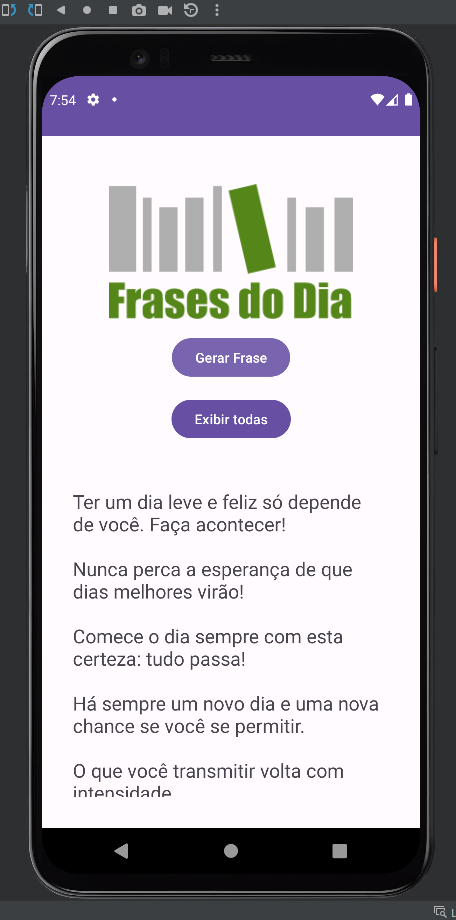 7:54
Frases do Dia
Gerar Frase
Exibir todas
Ter um dia leve e feliz só depende
de você. Faça acontecer!
Nunca perca a esperança de que
dias melhores virão!
Comece o dia sempre com esta
certeza: tudo passa!
Há sempre um novo dia e uma nova
chance se você se permitir.
O que você transmitir volta com
intensidade